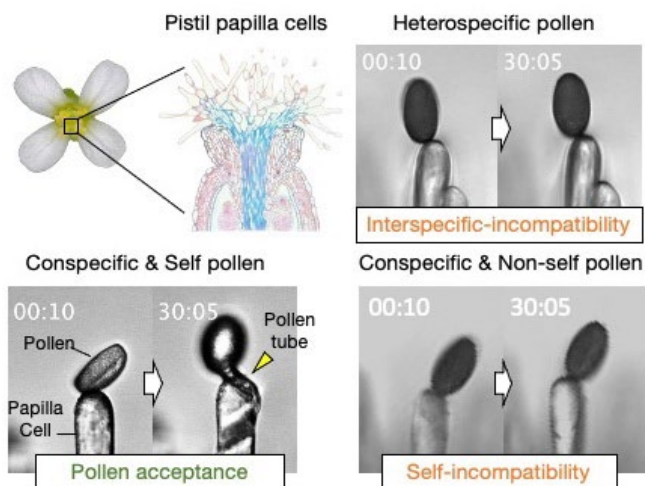 Pistil papilla cells
Heterospecific pollen
00:10
30:05
Interspecific-incompatibility
Conspecific & Self pollen
00:10
30:05
Pollen
Pollen
tube
Papilla
Cell
Pollen acceptance
Conspecific & Non-self pollen
00:10
30:05
Self-incompatibility